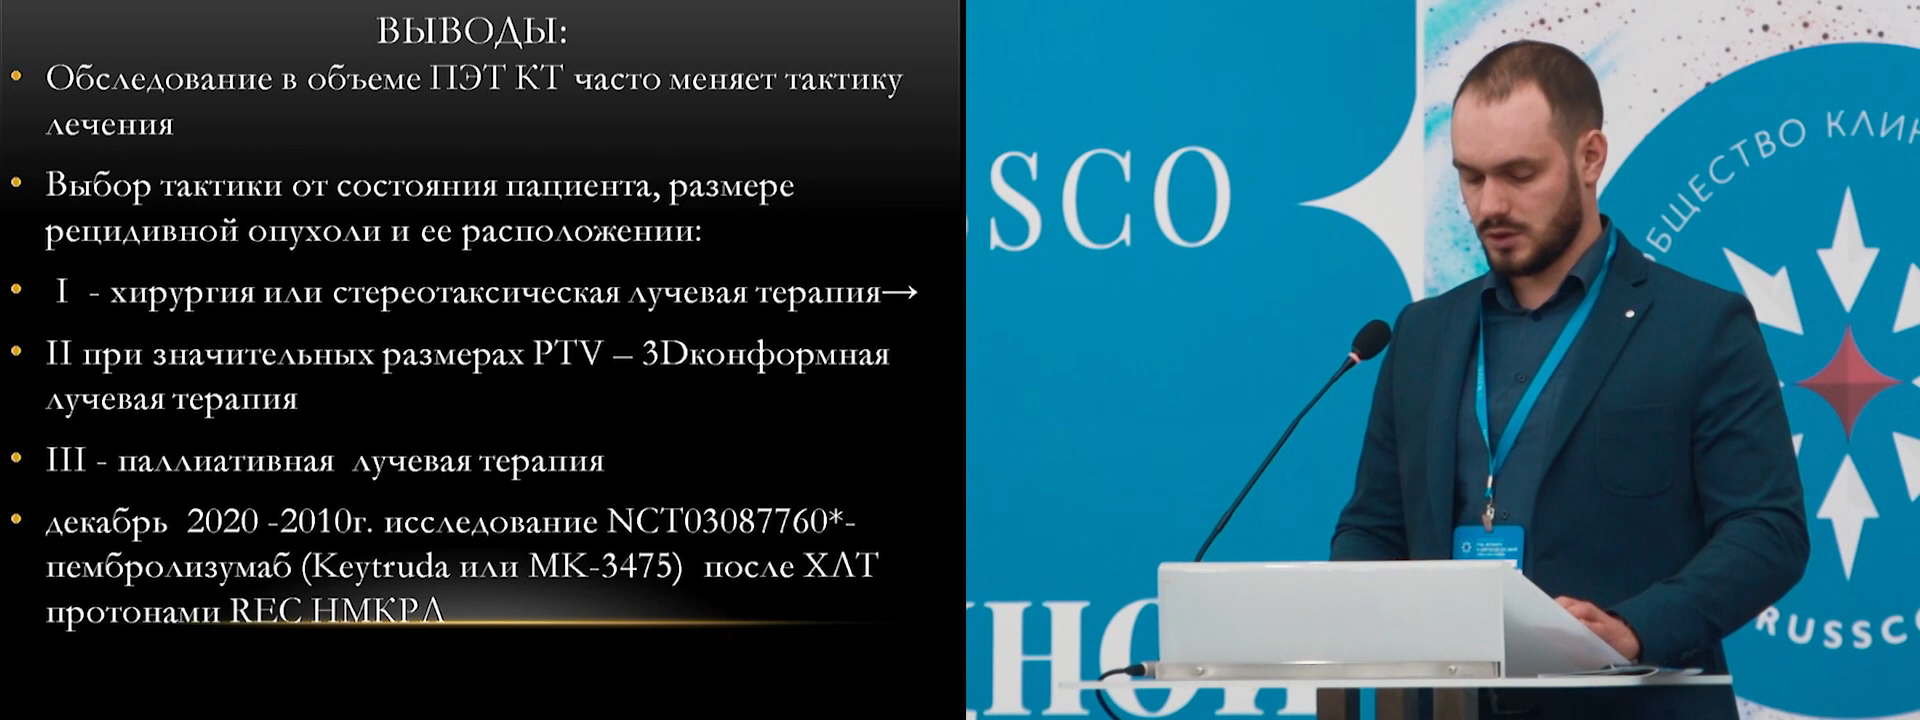 ВЫВОДЫ:
• Обследование в объеме ПЭТ КТ часто меняет тактику
лечения
• Выбор тактики от состояния пациента, размере
рецидивной опухоли и ее расположении:
• I - хирургия или стереотаксическая лучевая терапия→
• II при значительных размерах PTV – 3Dконформная
лучевая терапия
• III - паллиативная лучевая терапия
• декабрь 2020 -2010г. исследование NCT03087760*-
пембролизумаб (Keytruda или MK-3475) после ХЛТ
протонами REC НМКРЛ
SCO
БЩЕСТВО КЛИН
RUSSC
НОЙ